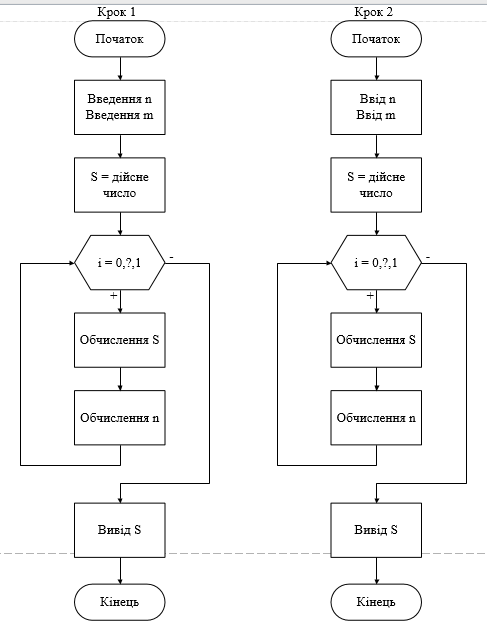 Крок 1
Початок
Введення n
Введення m
S = дійсне
число
i = 0,?,1
-
+
Обчислення S
Обчислення n
Вивід S
Кінець
Крок 2
Початок
Ввід n
Ввід m
S = дійсне
число
i = 0,?,1
-
+
Обчислення S
Обчислення n
Вивід S
Кінець